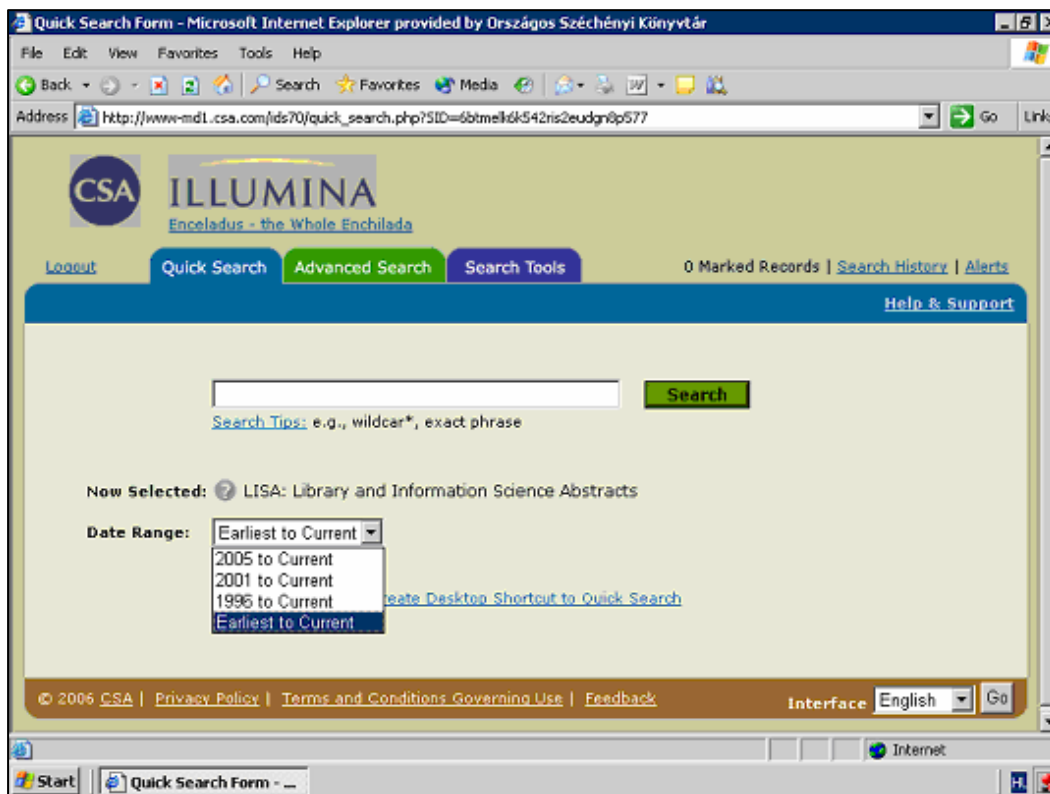 Quick Search Form - Microsoft Internet Explorer provided by Országos Széchényi Könyvtár
File Edit View Favorites Tools Help
Back Search Favorites Media
Address http://www-md1.csa.com/ids70/quick_search.php?SID=6btmelk6k542ris2eudgn8p577 Go Links
CSA ILLUMINA
Enceladus - the Whole Enchilada
Logout Quick Search Advanced Search Search Tools 0 Marked Records | Search History | Alerts
Help & Support
Search
Search Tips: e.g., wildcar*, exact phrase
Now Selected: ? LISA: Library and Information Science Abstracts
Date Range: Earliest to Current
2005 to Current
2001 to Current
1996 to Current reate Desktop Shortcut to Quick Search
Earliest to Current
© 2006 CSA | Privacy Policy | Terms and Conditions Governing Use | Feedback Interface English Go
Internet
Start Quick Search Form - ...